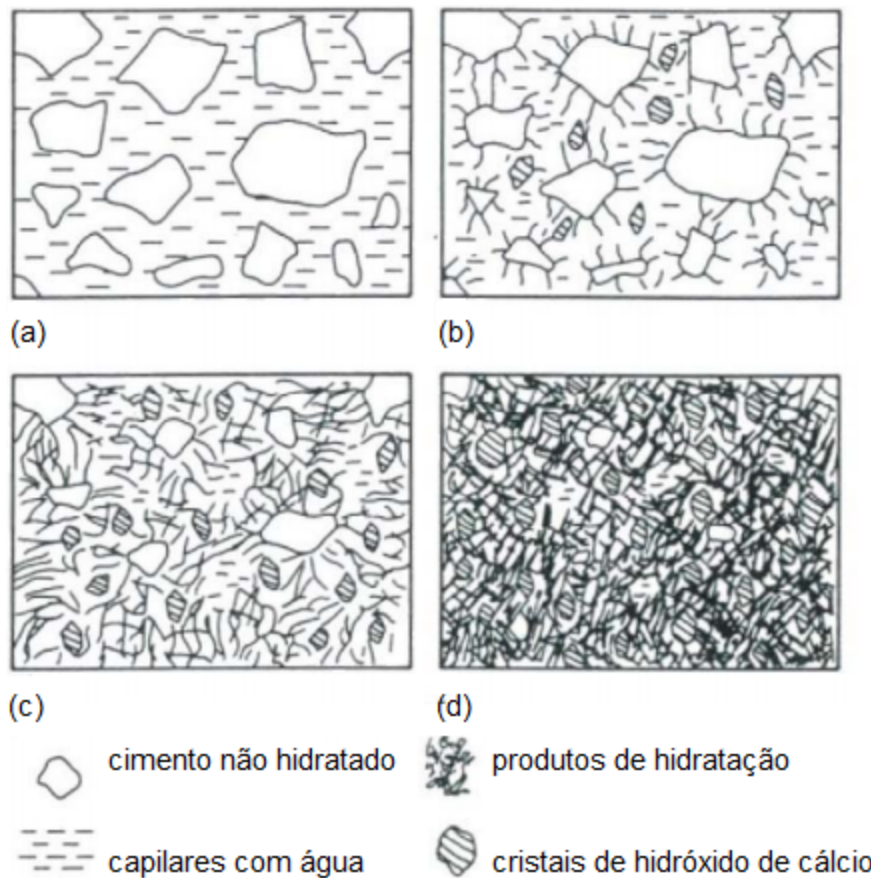 (a)
(b)
(c)
(d)
cimento não hidratado
produtos de hidratação
capilares com água
cristais de hidróxido de cálcio